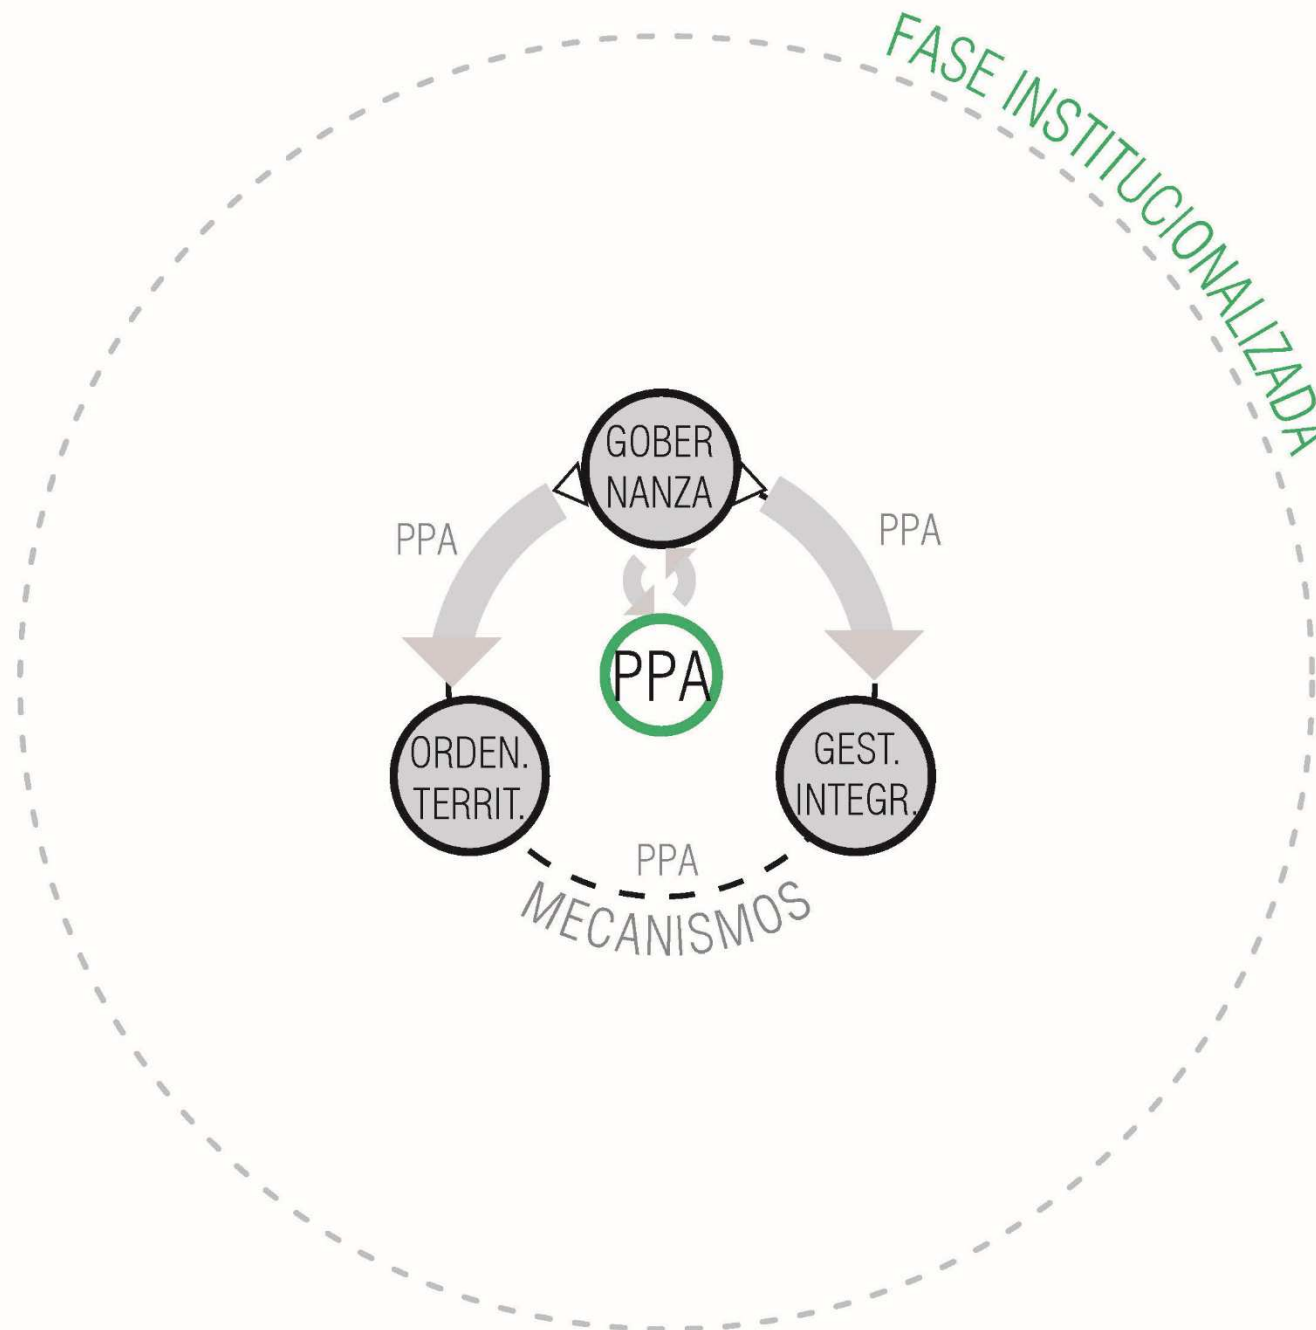 FASE INSTITUCIONALIZADA
GOBER
NANZA
PPA
PPA
PPA
ORDEN.
TERRIT.
GEST.
INTEGR.
PPA
MECANISMOS